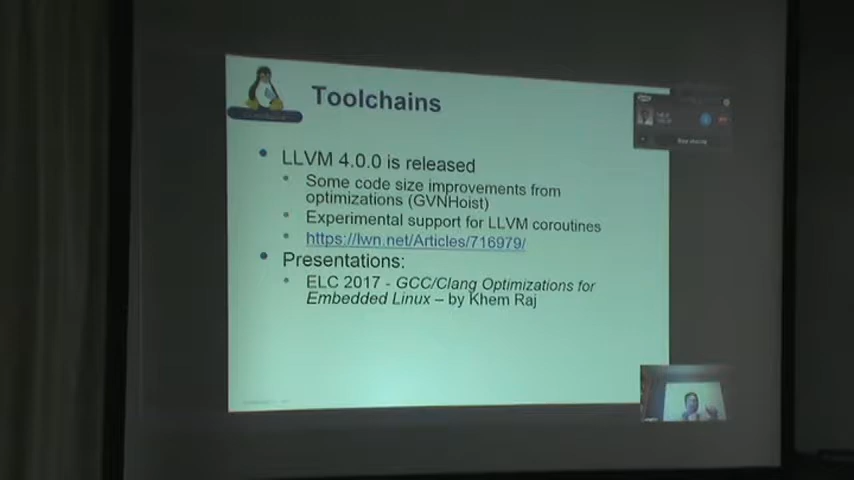 Toolchains
LLVM 4.0.0 is released
Some code size improvements from
optimizations (GVNHoist)
Experimental support for LLVM coroutines
https://lwn.net/Articles/716979/
Presentations:
ELC 2017 - GCC/Clang Optimizations for
Embedded Linux – by Khem Raj